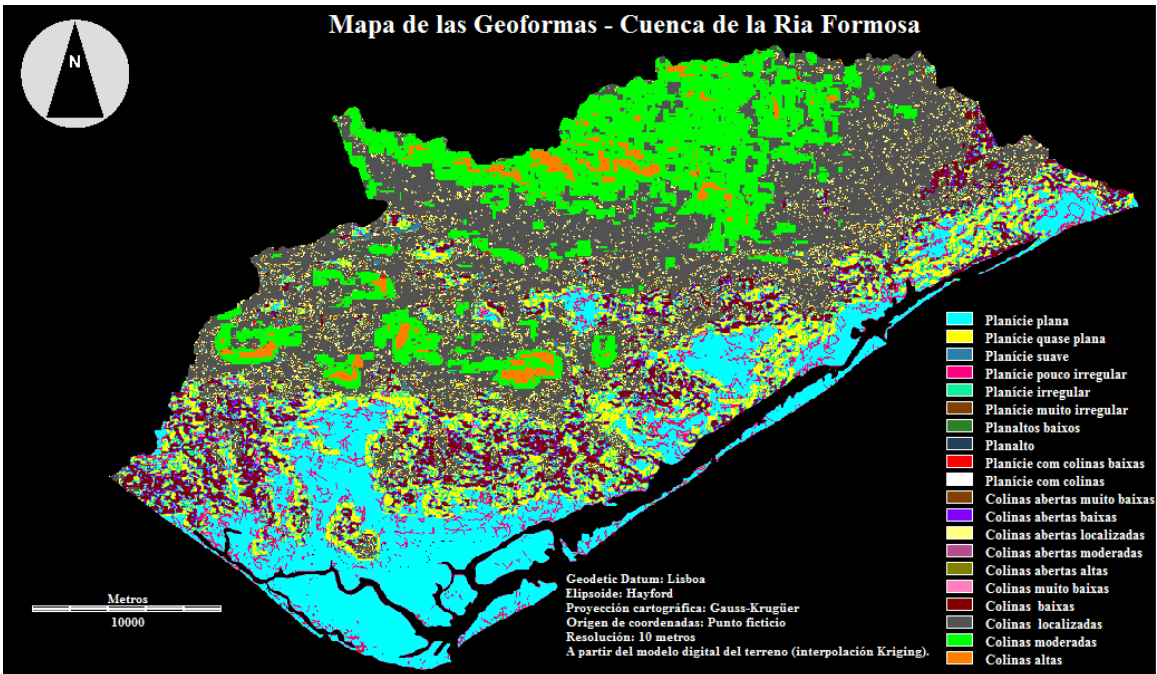 Mapa de las Geoformas - Cuenca de la Ria Formosa
N
Planície plana
Planície quase plana
Planície suave
Planície pouco irregular
Planície irregular
Planície muito irregular
Planaltos baixos
Planalto
Planície com colinas baixas
Planície com colinas
Colinas abertas muito baixas
Colinas abertas baixas
Colinas abertas localizadas
Colinas abertas moderadas
Colinas abertas altas
Colinas muito baixas
Colinas baixas
Colinas localizadas
Colinas moderadas
Colinas altas
Metros
10000
Geodetic Datum: Lisboa
Elipsoide: Hayford
Proyección cartográfica: Gauss-Krugüer
Origen de coordenadas: Punto ficticio
Resolución: 10 metros
A partir del modelo digital del terreno (interpolación Kriging).